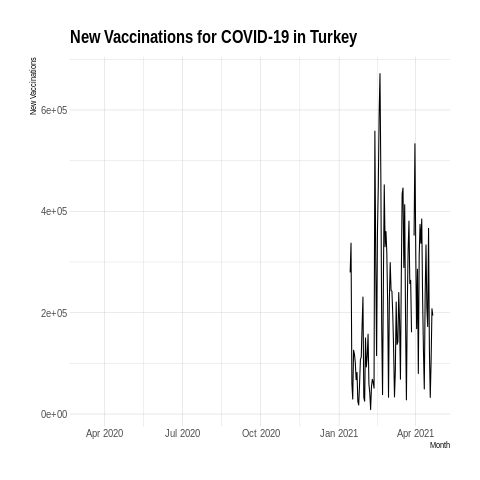 New Vaccinations for COVID-19 in Turkey
New Vaccinations
6e+05
4e+05
2e+05
0e+00
Apr 2020 Jul 2020 Oct 2020 Jan 2021 Apr 2021
Month